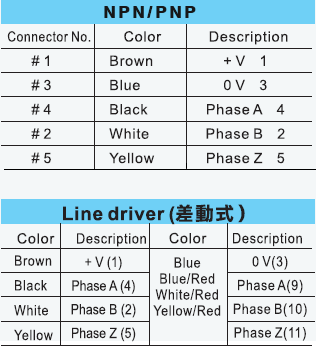 NPN/PNP
Connector No. Color Description
#1 Brown +V 1
#3 Blue 0V 3
#4 Black Phase A 4
#2 White Phase B 2
#5 Yellow Phase Z 5
Line driver (差動式)
Color Description Color Description
Brown +V (1) Blue 0 V(3)
Black Phase A (4) Blue/Red Phase A(9)
White Phase B (2) White/Red Phase B(10)
Yellow Phase Z (5) Yellow/Red Phase Z(11)